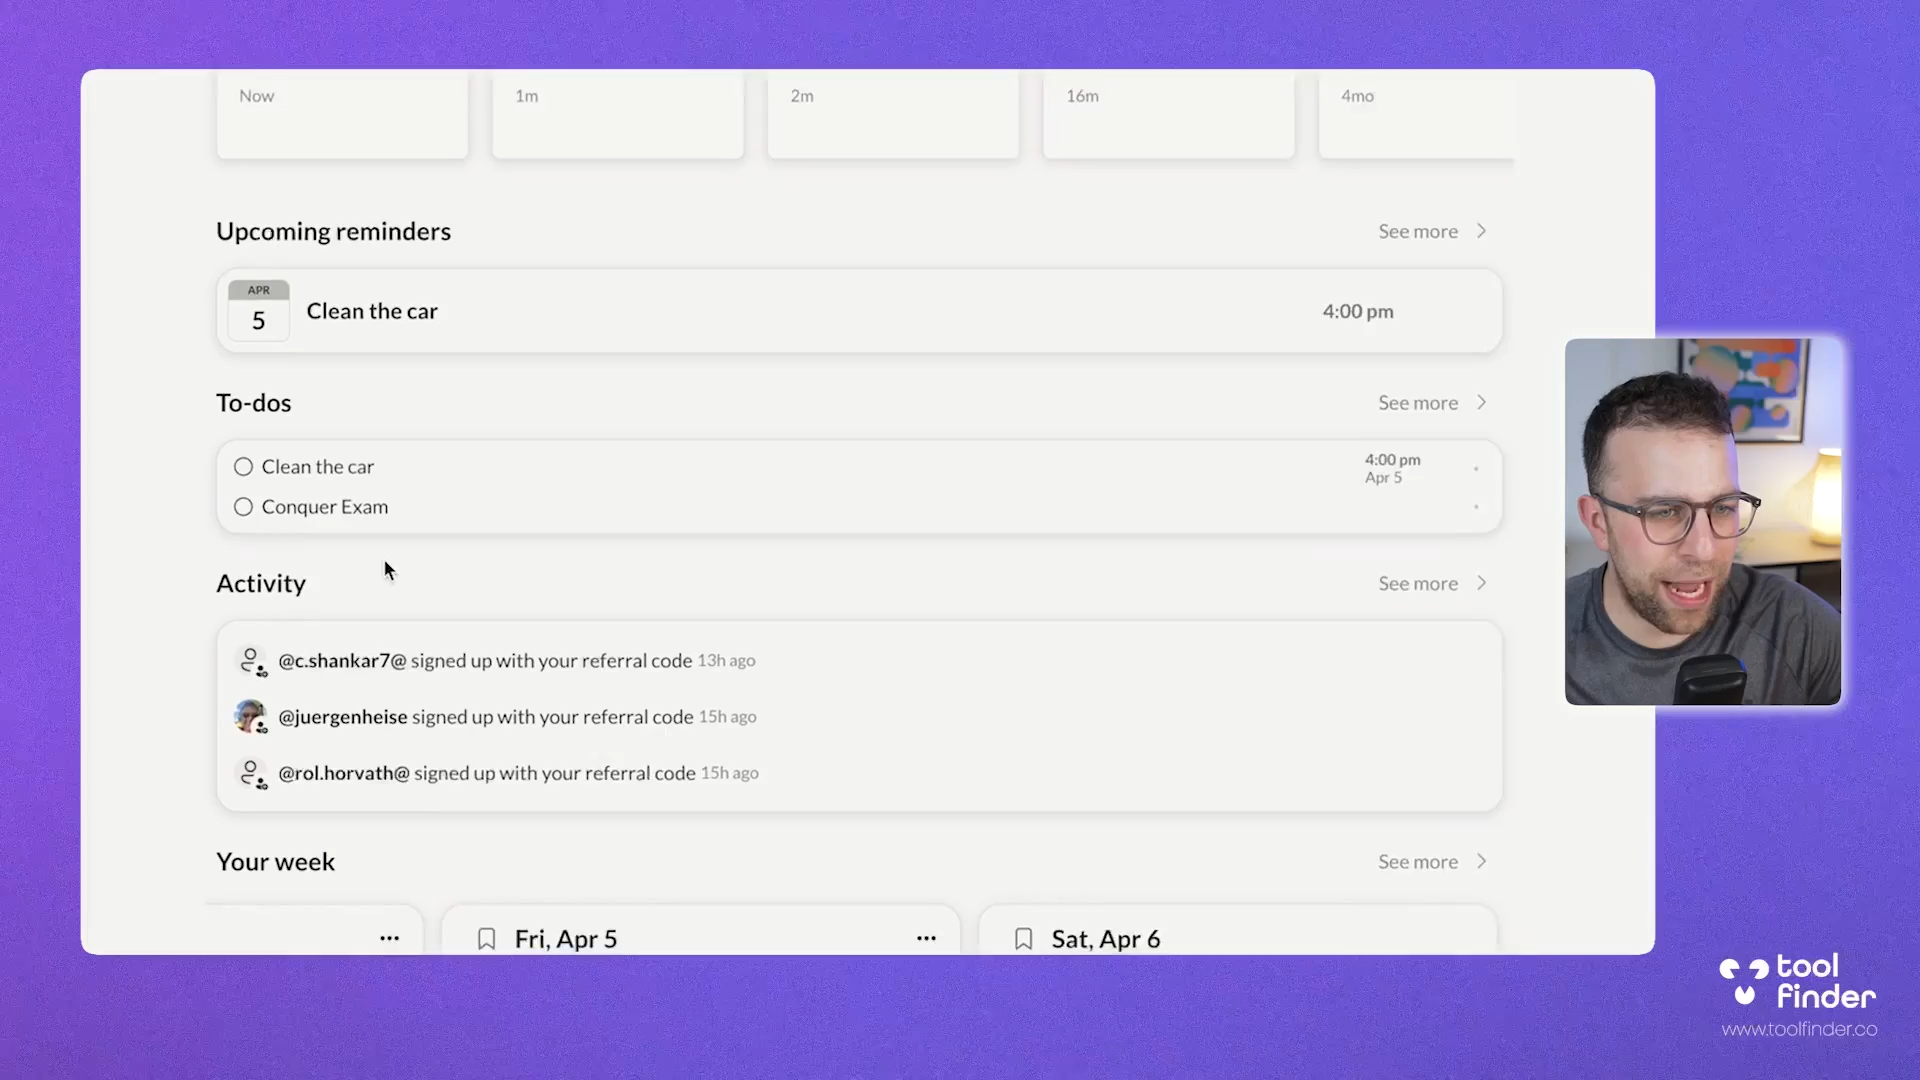 Now 1m 2m 16m 4mo
Upcoming reminders See more
APR
5 Clean the car 4:00 pm
To-dos See more
Clean the car 4:00 pm
Apr 5
Conquer Exam
Activity See more
@c.shankar7@ signed up with your referral code 13h ago
@juergenheise signed up with your referral code 15h ago
@rol.horvath@ signed up with your referral code 15h ago
Your week See more
Fri, Apr 5 Sat, Apr 6
tool
finder
www.toolfinder.co